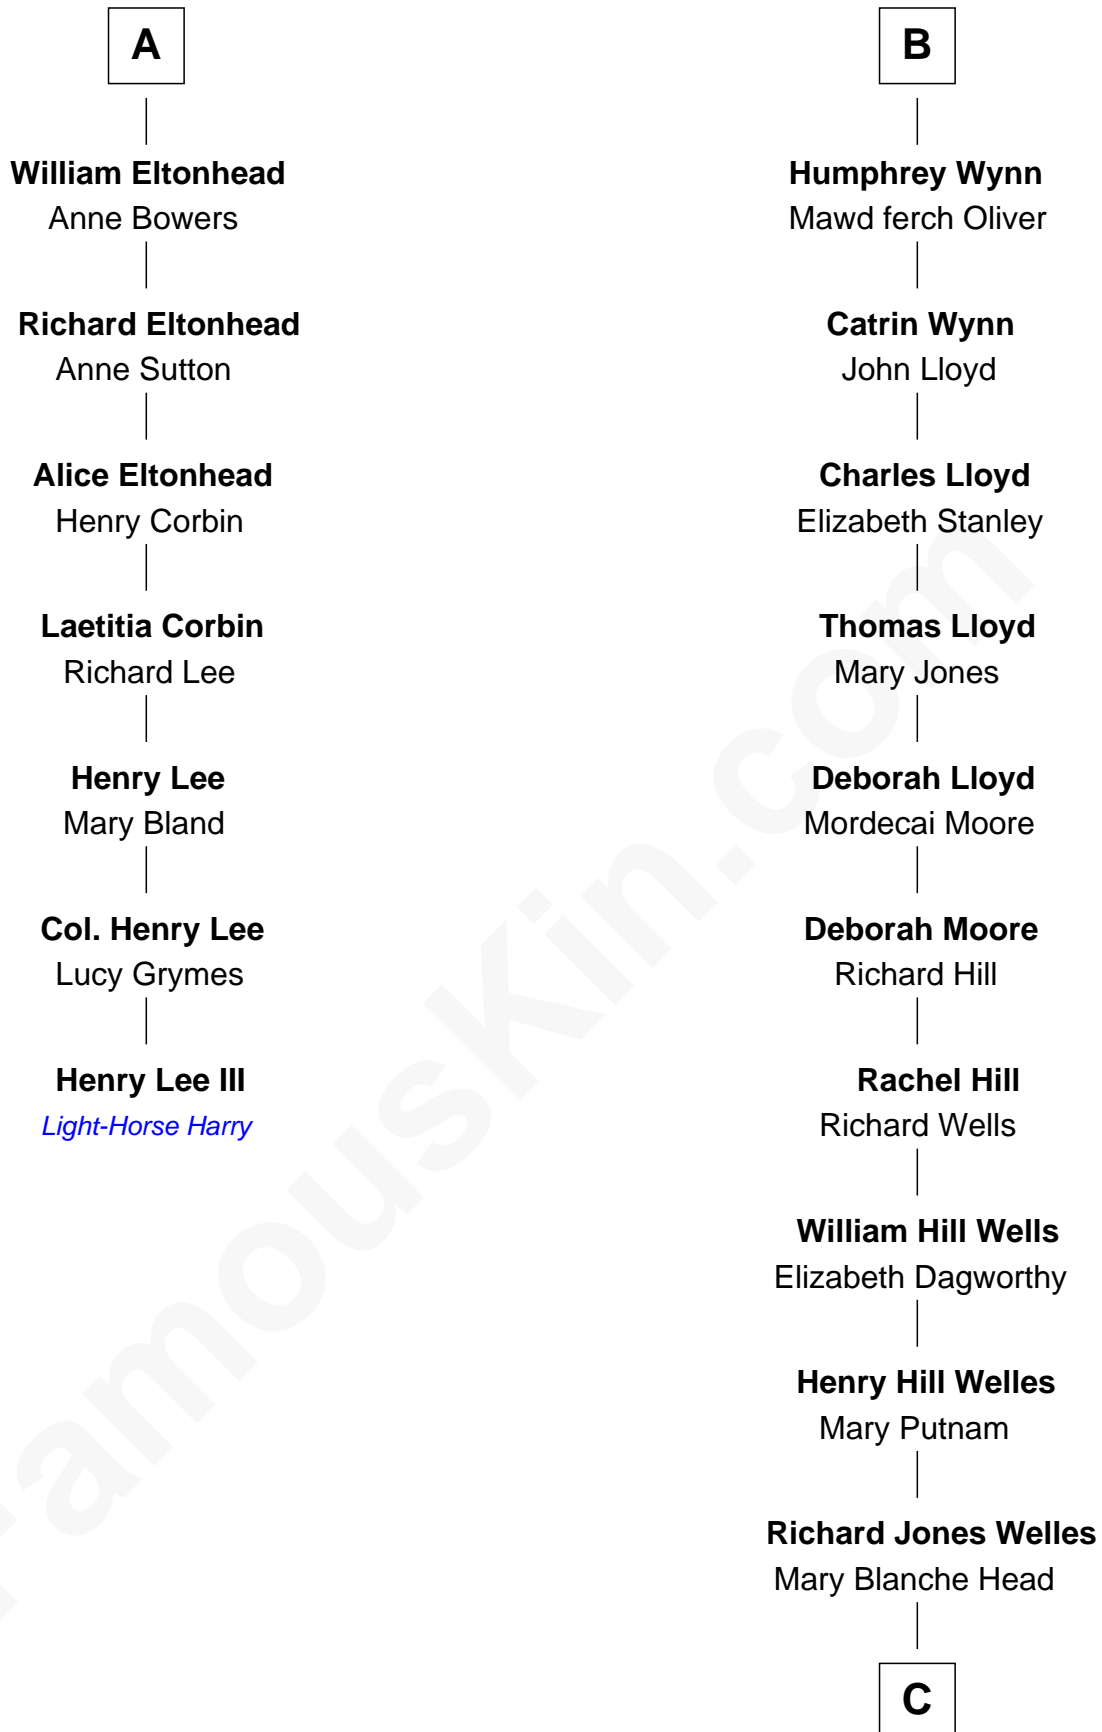 A
William Eltonhead
Anne Bowers
Richard Eltonhead
Anne Sutton
Alice Eltonhead
Henry Corbin
Laetitia Corbin
Richard Lee
Henry Lee
Mary Bland
Col. Henry Lee
Lucy Grymes
Henry Lee III
Light-Horse Harry
B
Humphrey Wynn
Mawd ferch Oliver
Catrin Wynn
John Lloyd
Charles Lloyd
Elizabeth Stanley
Thomas Lloyd
Mary Jones
Deborah Lloyd
Mordecai Moore
Deborah Moore
Richard Hill
Rachel Hill
Richard Wells
William Hill Wells
Elizabeth Dagworthy
Henry Hill Welles
Mary Putnam
Richard Jones Welles
Mary Blanche Head
C
FamousKin.com